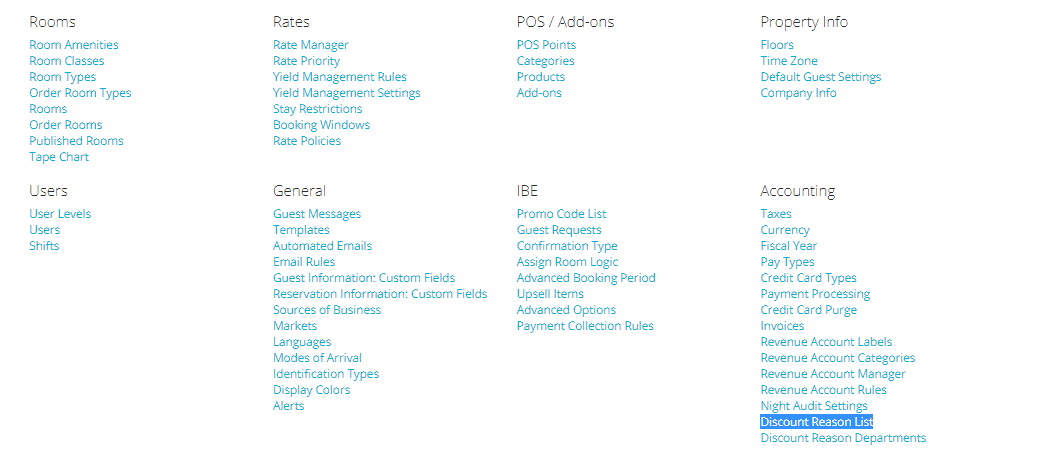 Rooms
Room Amenities
Room Classes
Room Types
Order Room Types
Rooms
Order Rooms
Published Rooms
Tape Chart
Rates
Rate Manager
Rate Priority
Yield Management Rules
Yield Management Settings
Stay Restrictions
Booking Windows
Rate Policies
POS / Add-ons
POS Points
Categories
Products
Add-ons
Property Info
Floors
Time Zone
Default Guest Settings
Company Info
Users
User Levels
Users
Shifts
General
Guest Messages
Templates
Automated Emails
Email Rules
Guest Information: Custom Fields
Reservation Information: Custom Fields
Sources of Business
Markets
Languages
Modes of Arrival
Identification Types
Display Colors
Alerts
IBE
Promo Code List
Guest Requests
Confirmation Type
Assign Room Logic
Advanced Booking Period
Upsell Items
Advanced Options
Payment Collection Rules
Accounting
Taxes
Currency
Fiscal Year
Pay Types
Credit Card Types
Payment Processing
Credit Card Purge
Invoices
Revenue Account Labels
Revenue Account Categories
Revenue Account Manager
Revenue Account Rules
Night Audit Settings
Discount Reason List
Discount Reason Departments